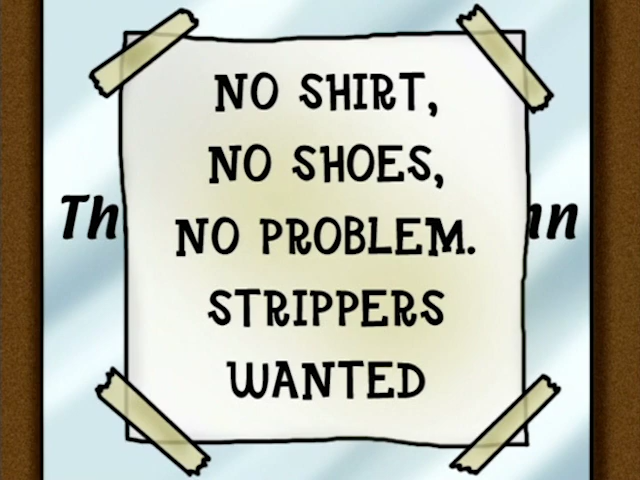 NO SHIRT,
NO SHOES,
NO PROBLEM.
STRIPPERS
WANTED